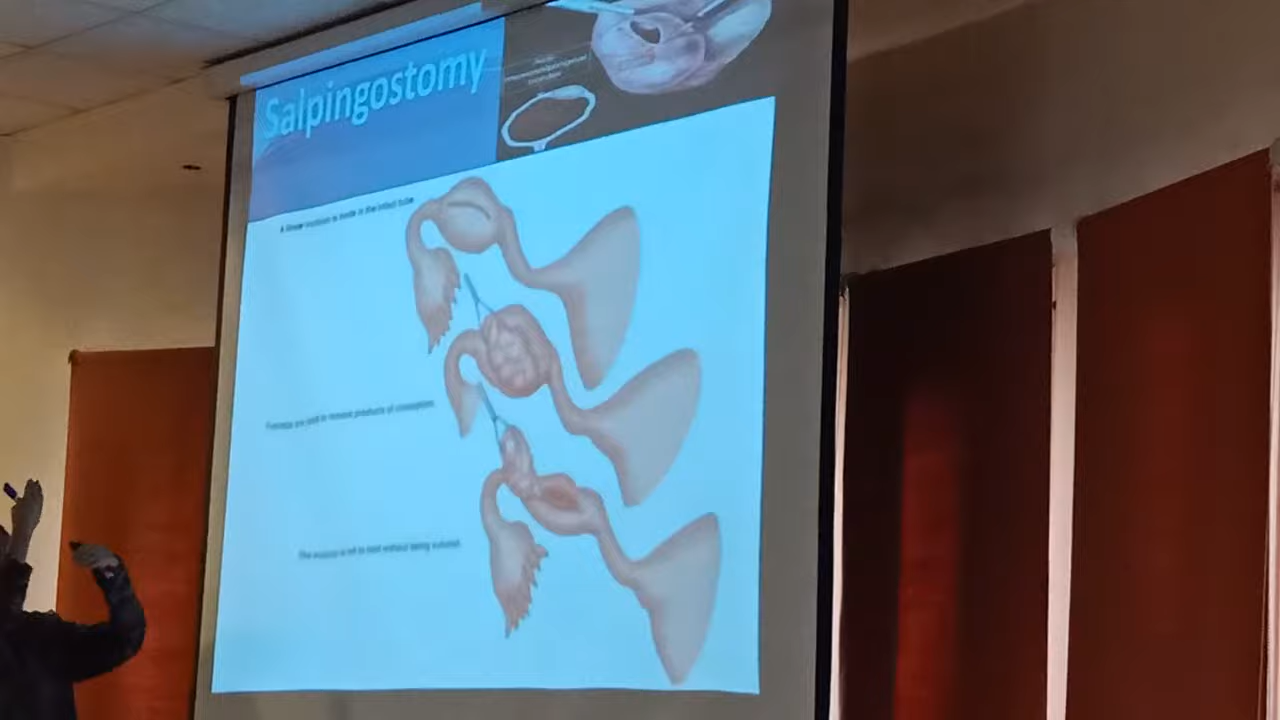 Salpingostomy
A linear incision is made in the intact tube
Forceps are used to remove products of conception
The incision is left to heal without being sutured